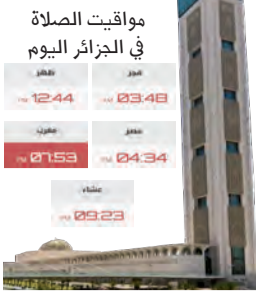 مواقيت الصلاة
في الجزائر اليوم
فجر
03:48 AM
ظهر
12:44 PM
عصر
04:34 PM
مغرب
07:53 PM
عشاء
09:23 PM